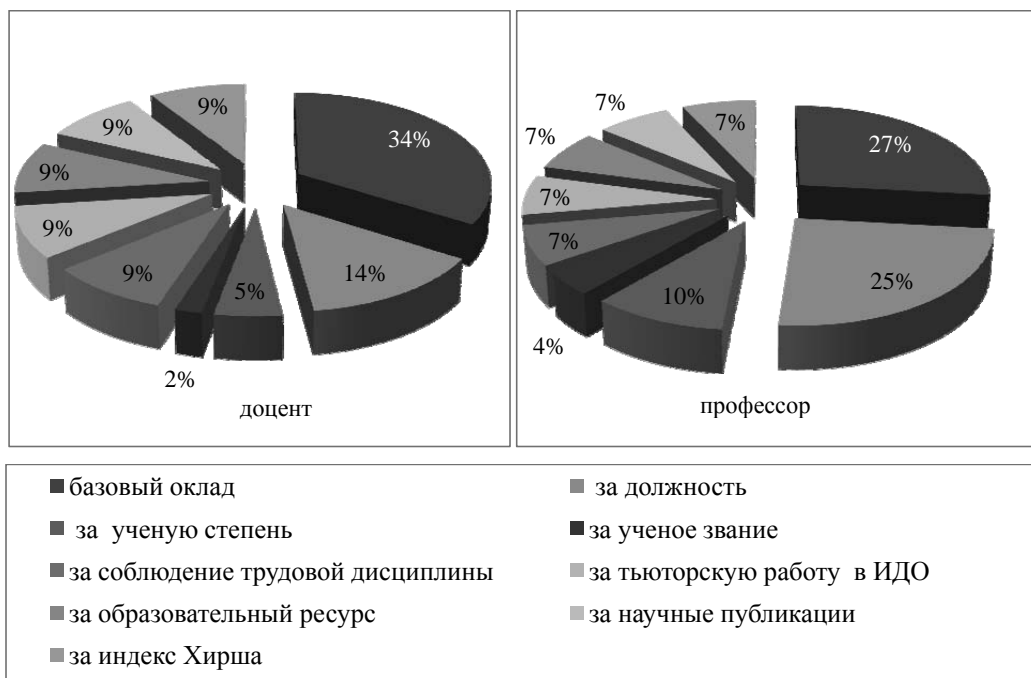 9%
9%
34%
9%
9%
9%
5%
14%
2%
доцент
7%
7%
27%
7%
7%
7%
10%
25%
4%
профессор
базовый оклад
за должность
за ученую степень
за ученое звание
за соблюдение трудовой дисциплины
за тьюторскую работу в ИДО
за образовательный ресурс
за научные публикации
за индекс Хирша